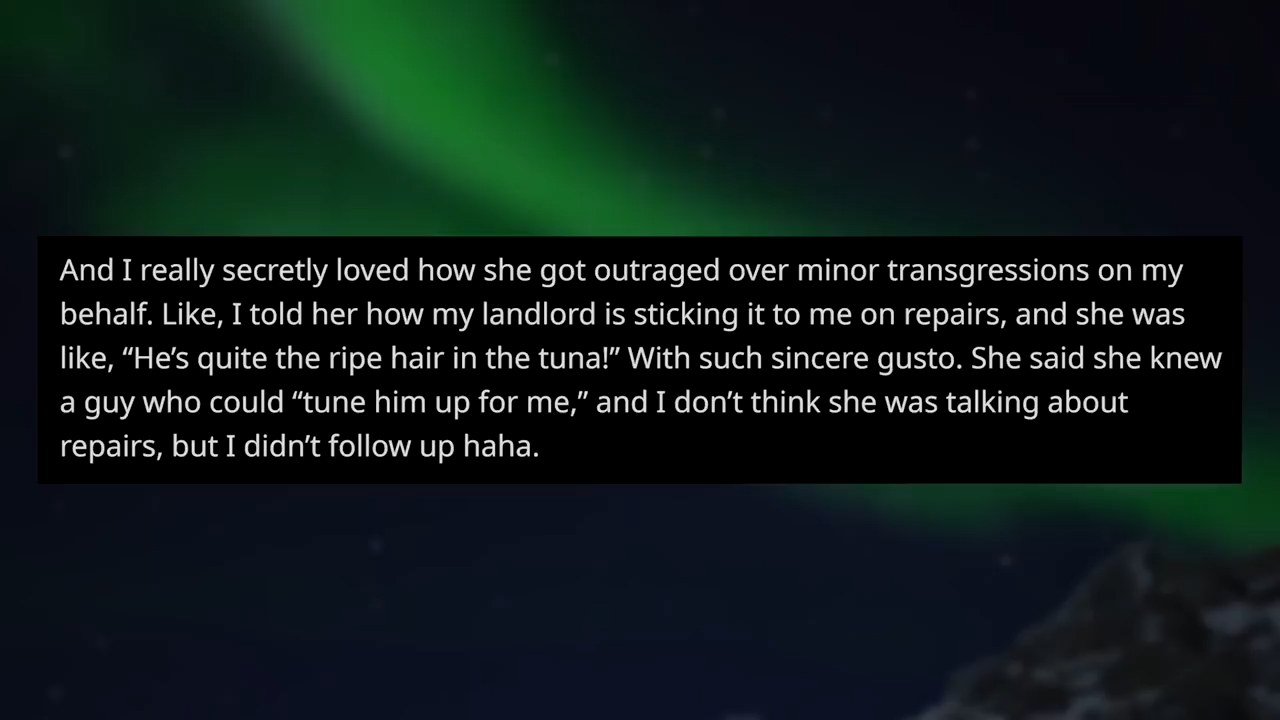 And I really secretly loved how she got outraged over minor transgressions on my
behalf. Like, I told her how my landlord is sticking it to me on repairs, and she was
like, “He’s quite the ripe hair in the tuna!” With such sincere gusto. She said she knew
a guy who could “tune him up for me,” and I don’t think she was talking about
repairs, but I didn’t follow up haha.